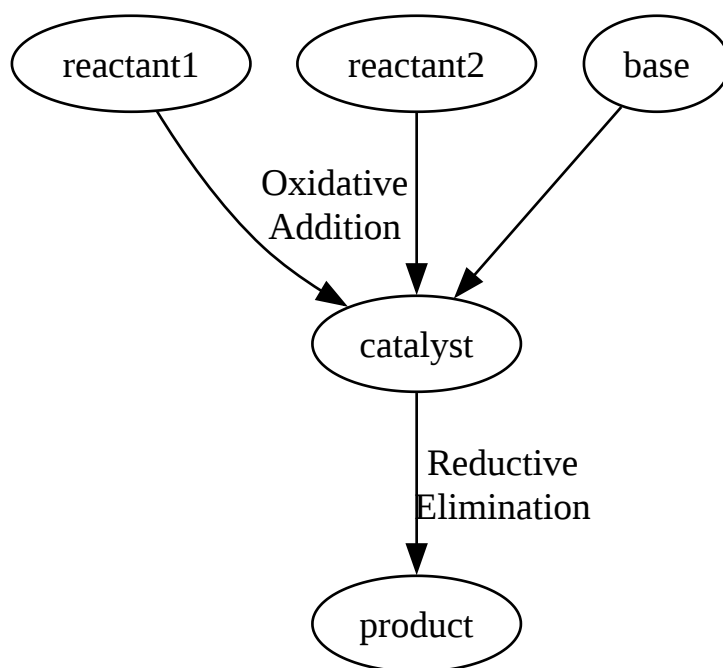 reactant1
reactant2
base
Oxidative
Addition
catalyst
Reductive
Elimination
product